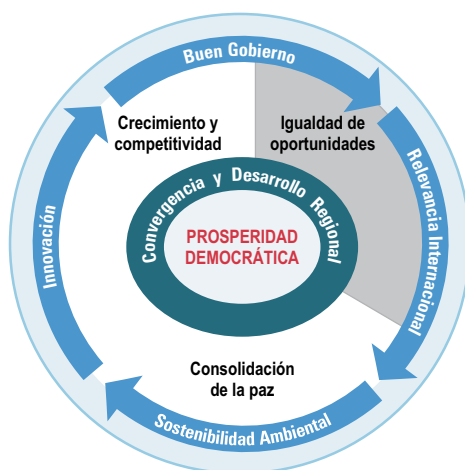 Buen Gobierno
Crecimiento y
competitividad
Igualdad de
oportunidades
Relevancia Internacional
Innovación
Convergencia y Desarrollo Regional
PROSPERIDAD
DEMOCRÁTICA
Consolidación
de la paz
Sostenibilidad Ambiental